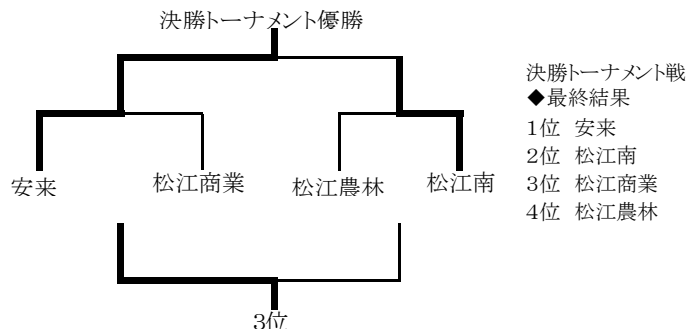 決勝トーナメント優勝
安来
松江商業
松江農林
松江南
3位
決勝トーナメント戦
◆最終結果
1位 安来
2位 松江南
3位 松江商業
4位 松江農林